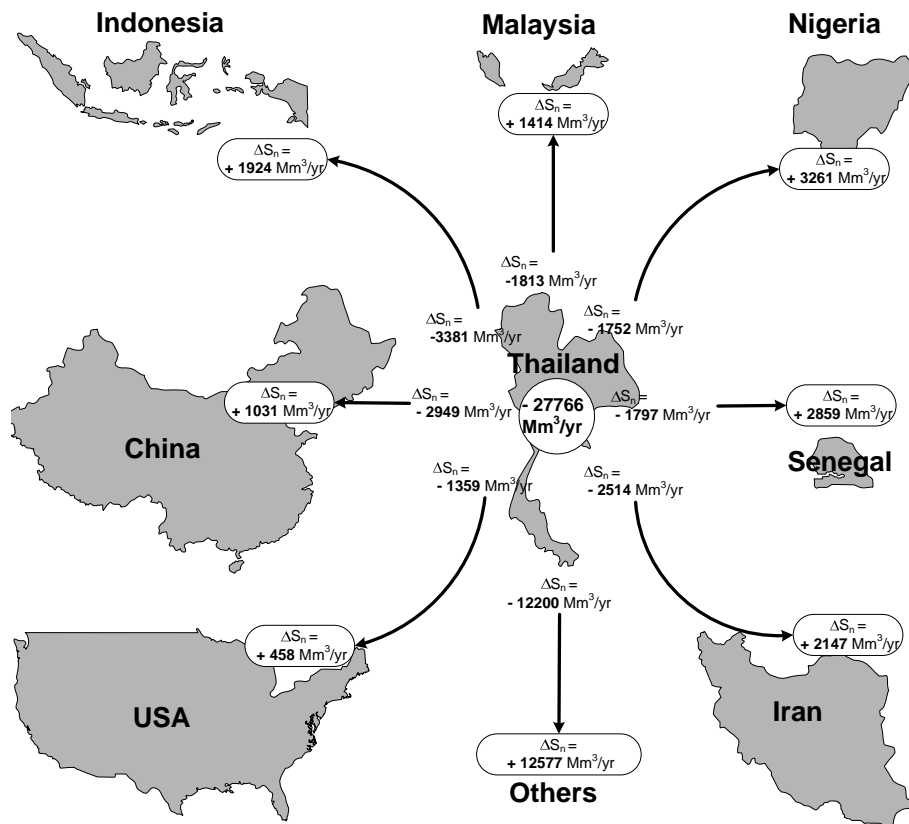 Indonesia
Malaysia
Nigeria
ΔSₙ =
+ 1414 Mm³/yr
ΔSₙ =
+ 1924 Mm³/yr
ΔSₙ =
+ 3261 Mm³/yr
ΔSₙ =
-1813 Mm³/yr
ΔSₙ =
-3381 Mm³/yr
ΔSₙ =
- 1752 Mm³/yr
Thailand
ΔSₙ =
+ 1031 Mm³/yr
ΔSₙ =
- 2949 Mm³/yr
- 27766
Mm³/yr
ΔSₙ =
- 1797 Mm³/yr
ΔSₙ =
+ 2859 Mm³/yr
China
Senegal
ΔSₙ =
- 1359 Mm³/yr
ΔSₙ =
- 2514 Mm³/yr
ΔSₙ =
- 12200 Mm³/yr
ΔSₙ =
+ 458 Mm³/yr
ΔSₙ =
+ 2147 Mm³/yr
USA
Iran
ΔSₙ =
+ 12577 Mm³/yr
Others